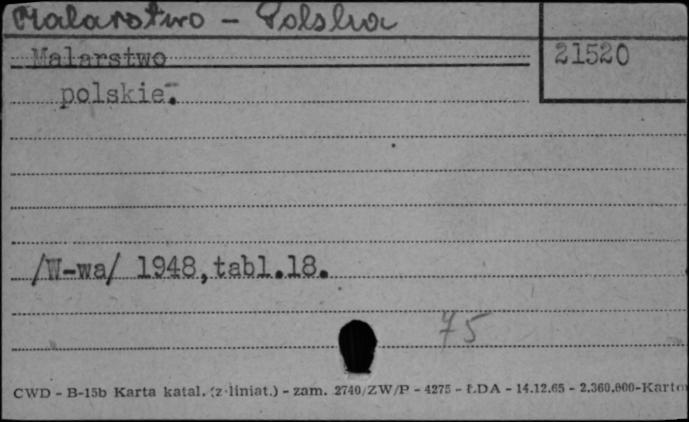 Malarstwo - Polska
Malarstwo
21520
polskie.
/W-wa/ 1948,tabl.18.
75
CWD - B-15b Karta katal. (z liniat.) - zam. 2740/ZW/P - 4275 - ŁDA - 14.12.65 - 2.360.000-Karto